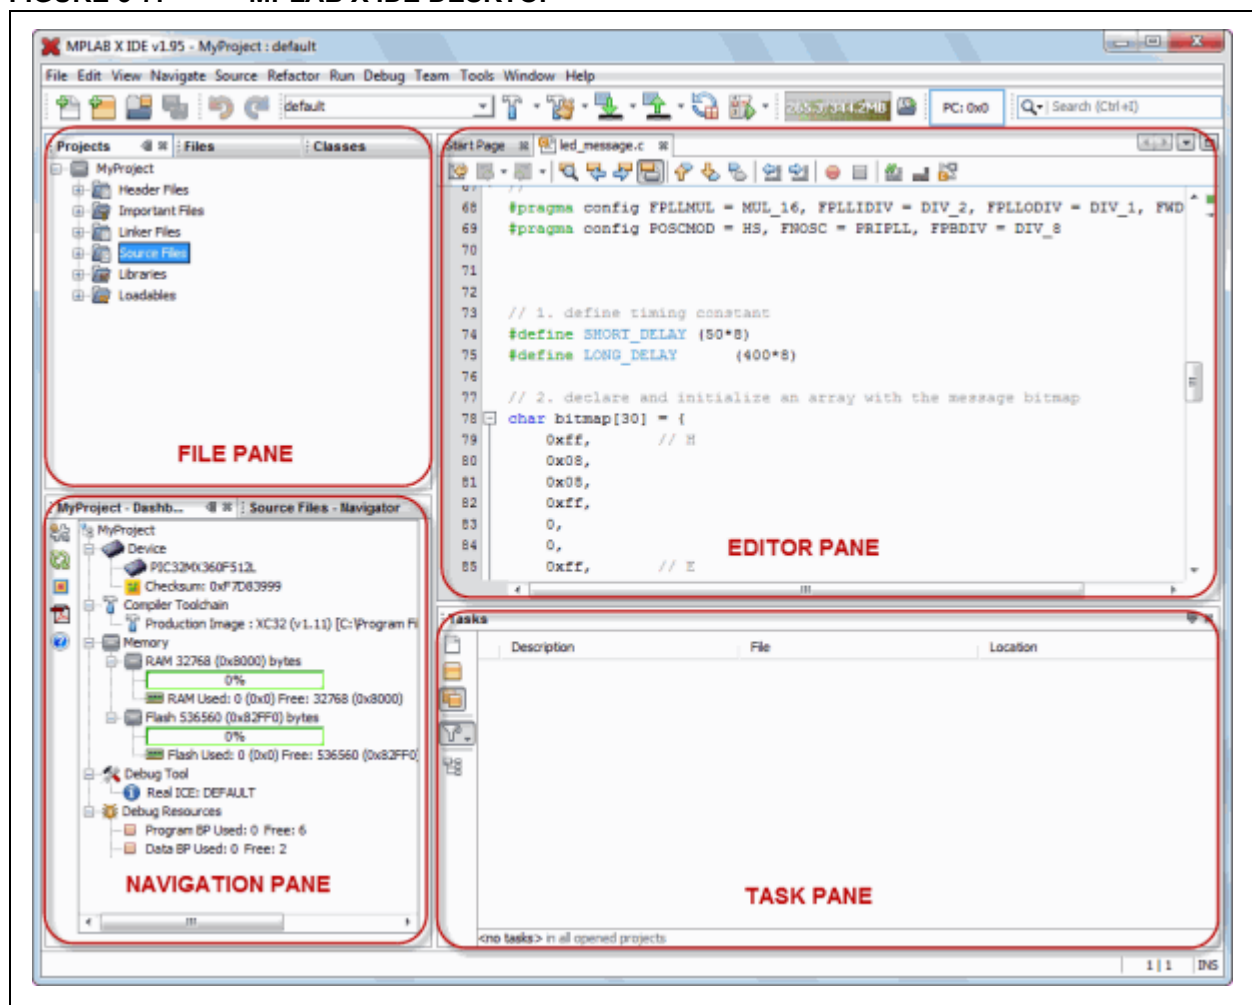 MPLAB X IDE v1.95 - MyProject : default
File Edit View Navigate Source Refactor Run Debug Team Tools Window Help
default
PC: 0x0
Search (Ctrl+I)
Projects
Files
Classes
MyProject
Header Files
Important Files
Linker Files
Source Files
Libraries
Loadables
FILE PANE
Start Page
led_message.c
67 //
68 #pragma config FPLLMUL = MUL_16, FPLLIDIV = DIV_2, FPLLODIV = DIV_1, FWD
69 #pragma config POSCMOD = HS, FNOSC = PRIPLL, FPBDIV = DIV_8
70
71
72
73 // 1. define timing constant
74 #define SHORT_DELAY (50*8)
75 #define LONG_DELAY (400*8)
76
77 // 2. declare and initialize an array with the message bitmap
78 char bitmap[30] = {
79 0xff, // H
80 0x08,
81 0x08,
82 0xff,
83 0,
84 0,
85 0xff, // E
EDITOR PANE
MyProject - Dashb...
Source Files - Navigator
MyProject
Device
PIC32MX360F512L
Checksum: 0xF7D83999
Compiler Toolchain
Production Image : XC32 (v1.11) [C:\Program Fi
Memory
RAM 32768 (0x8000) bytes
0%
RAM Used: 0 (0x0) Free: 32768 (0x8000)
Flash 536560 (0x82FF0) bytes
0%
Flash Used: 0 (0x0) Free: 536560 (0x82FF0)
Debug Tool
Real ICE: DEFAULT
Debug Resources
Program BP Used: 0 Free: 6
Data BP Used: 0 Free: 2
NAVIGATION PANE
Tasks
Description File Location
TASK PANE
<no tasks> in all opened projects
1 | 1 INS